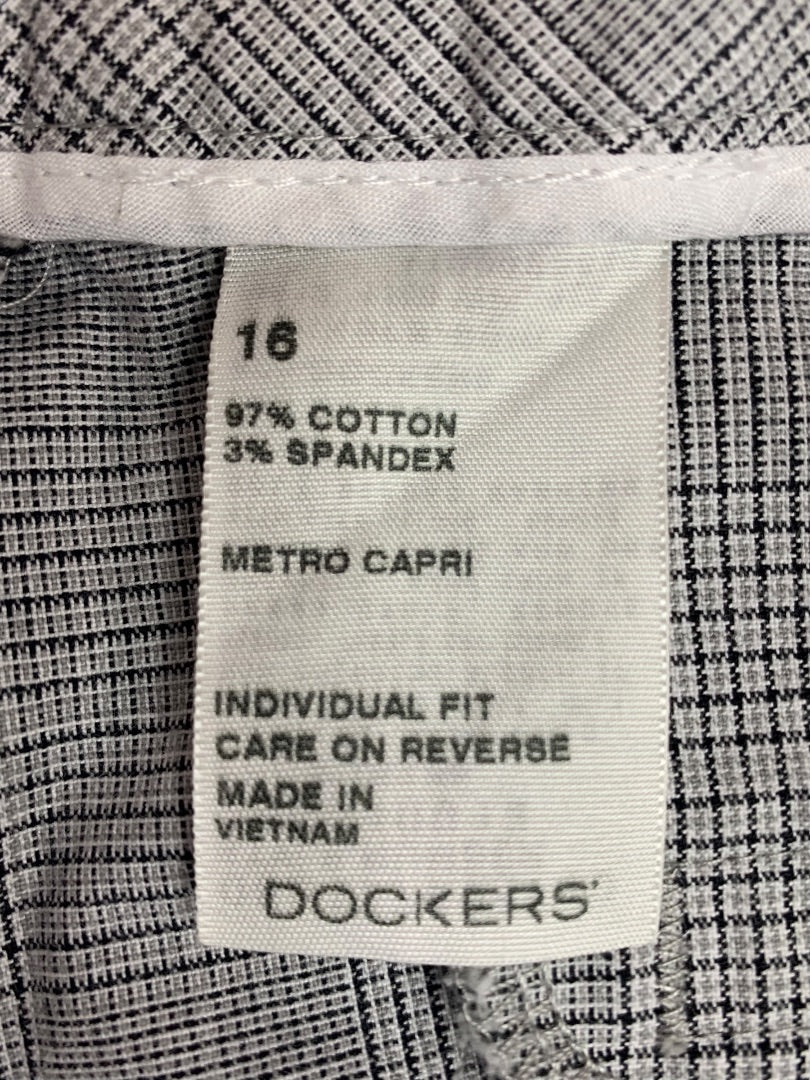 16
97% COTTON
3% SPANDEX
METRO CAPRI
INDIVIDUAL FIT
CARE ON REVERSE
MADE IN
VIETNAM
DOCKERS'